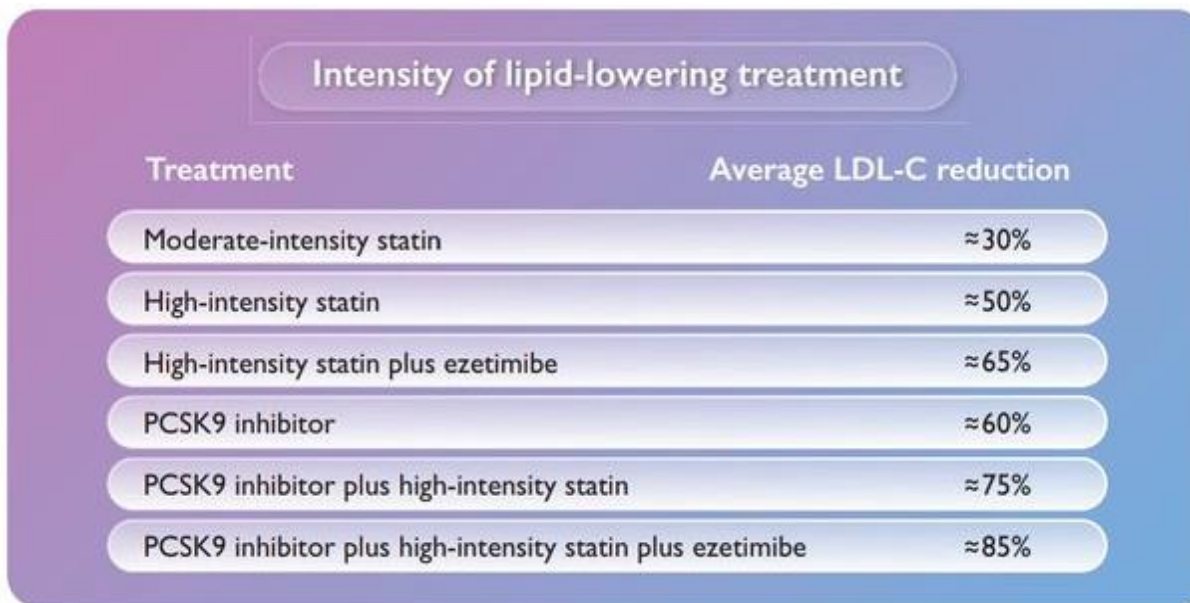 Intensity of lipid-lowering treatment
Treatment Average LDL-C reduction
Moderate-intensity statin ≈30%
High-intensity statin ≈50%
High-intensity statin plus ezetimibe ≈65%
PCSK9 inhibitor ≈60%
PCSK9 inhibitor plus high-intensity statin ≈75%
PCSK9 inhibitor plus high-intensity statin plus ezetimibe ≈85%